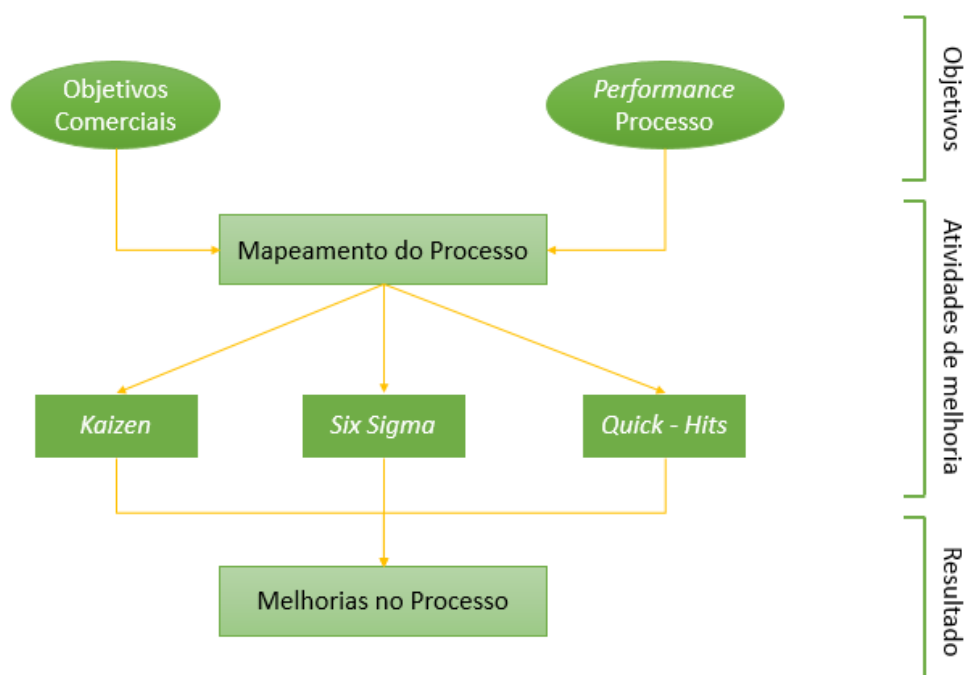 Objetivos
Comerciais
Performance
Processo
Objetivos
Mapeamento do Processo
Atividades de melhoria
Kaizen
Six Sigma
Quick - Hits
Melhorias no Processo
Resultado